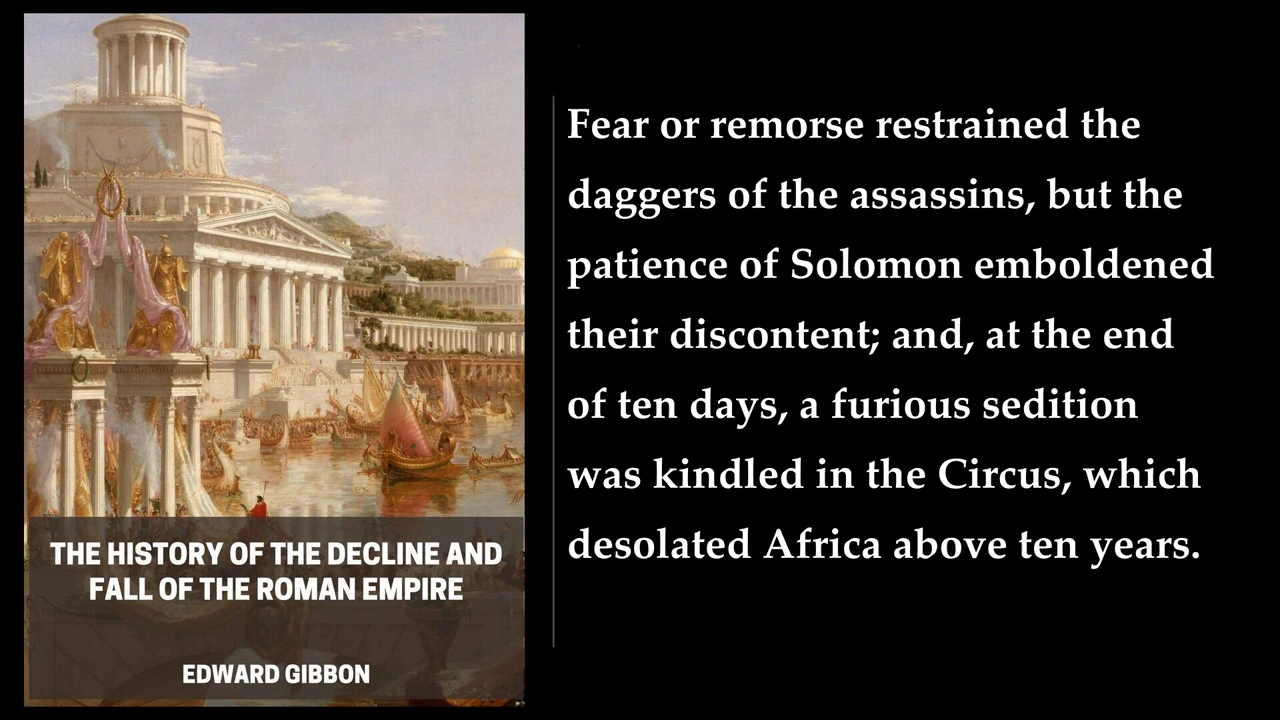 THE HISTORY OF THE DECLINE AND
FALL OF THE ROMAN EMPIRE
EDWARD GIBBON
Fear or remorse restrained the
daggers of the assassins, but the
patience of Solomon emboldened
their discontent; and, at the end
of ten days, a furious sedition
was kindled in the Circus, which
desolated Africa above ten years.